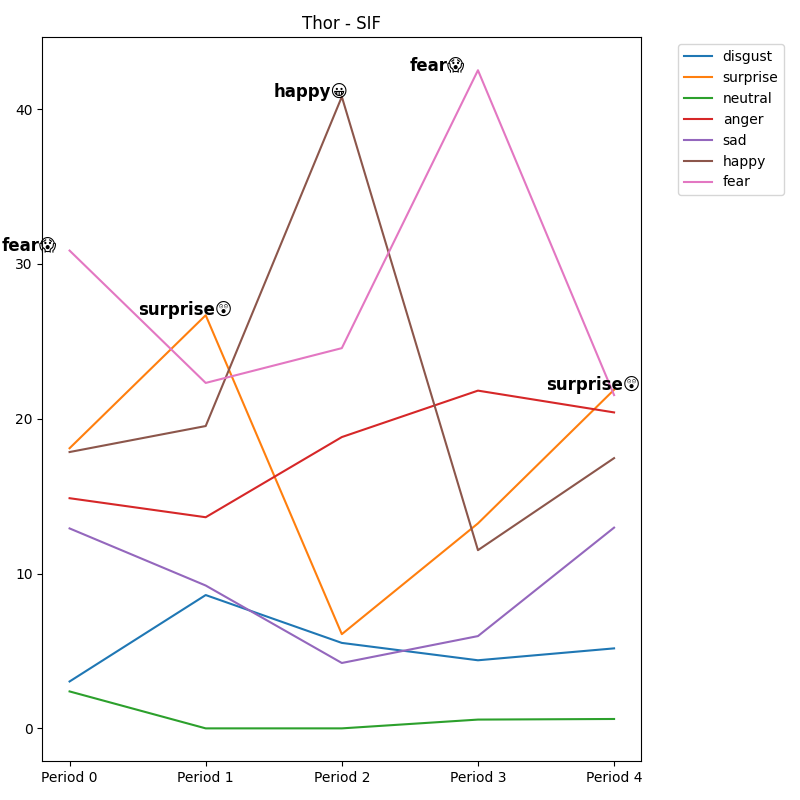 Thor - SIF
disgust
surprise
neutral
anger
sad
happy
fear
fear😱
happy😀
fear😱
surprise😲
surprise😲
40
30
20
10
0
Period 0
Period 1
Period 2
Period 3
Period 4